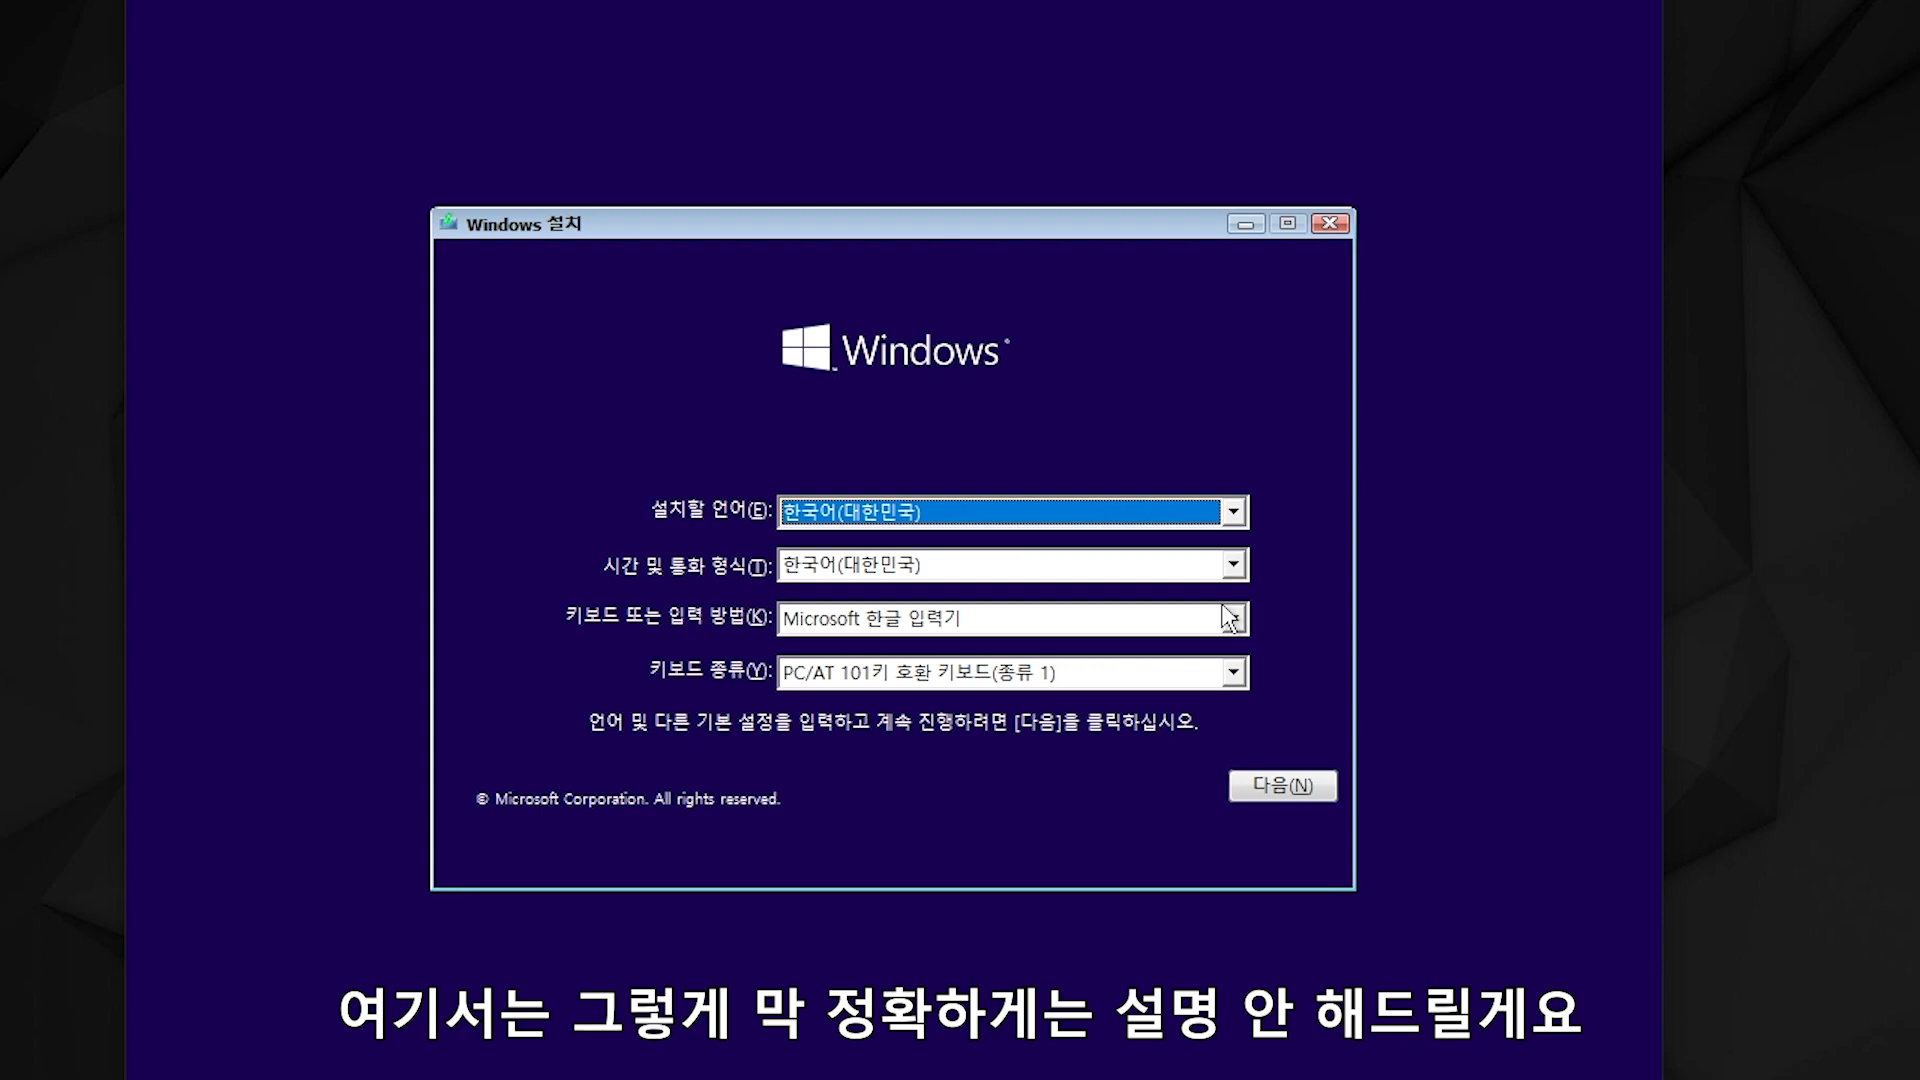 Windows 설치
Windows
설치할 언어(E): 한국어(대한민국)
시간 및 통화 형식(T): 한국어(대한민국)
키보드 또는 입력 방법(K): Microsoft 한글 입력기
키보드 종류(Y): PC/AT 101키 호환 키보드(종류 1)
언어 및 다른 기본 설정을 입력하고 계속 진행하려면 [다음]을 클릭하십시오.
다음(N)
© Microsoft Corporation. All rights reserved.
여기서는 그렇게 막 정확하게는 설명 안 해드릴게요